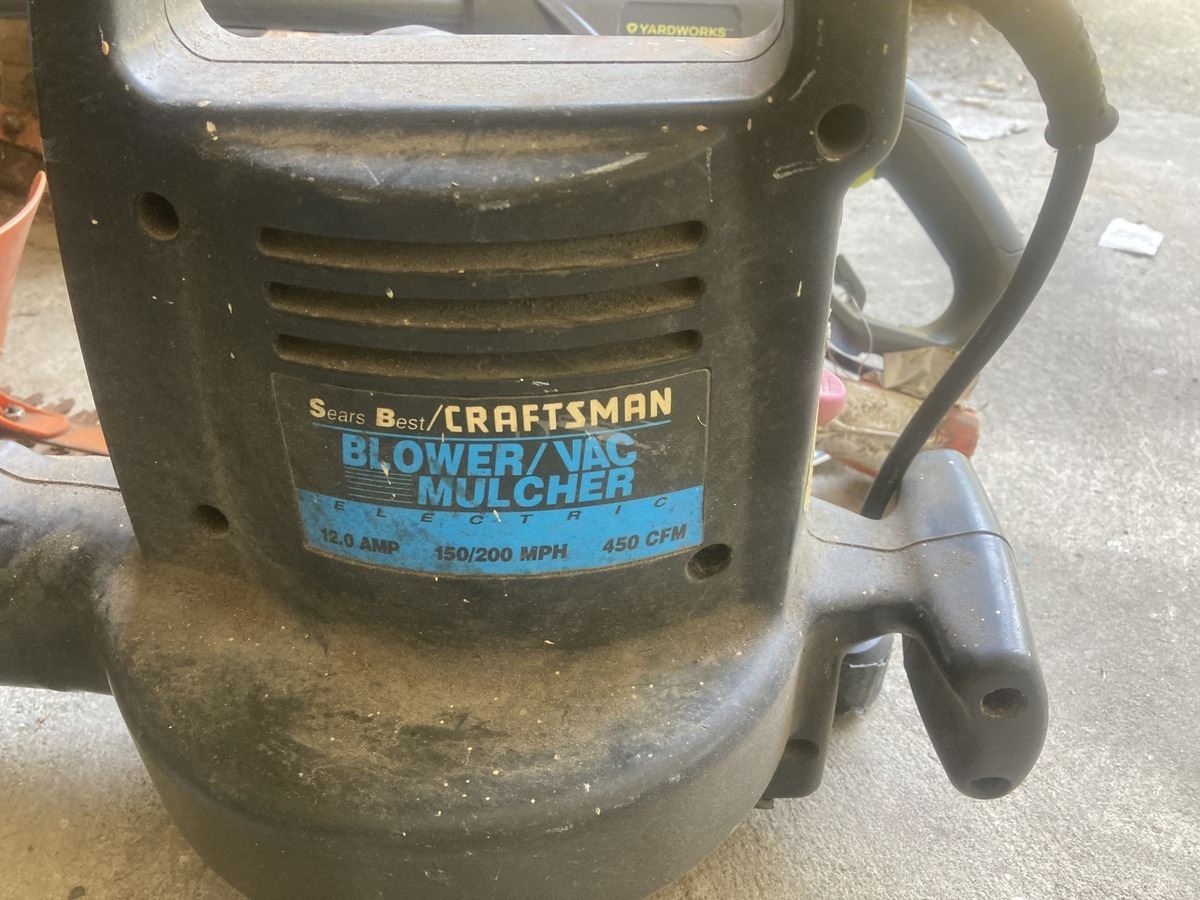 YARDWORKS
Sears Best/CRAFTSMAN
BLOWER/VAC
MULCHER
ELECTRIC
12.0 AMP 150/200 MPH 450 CFM